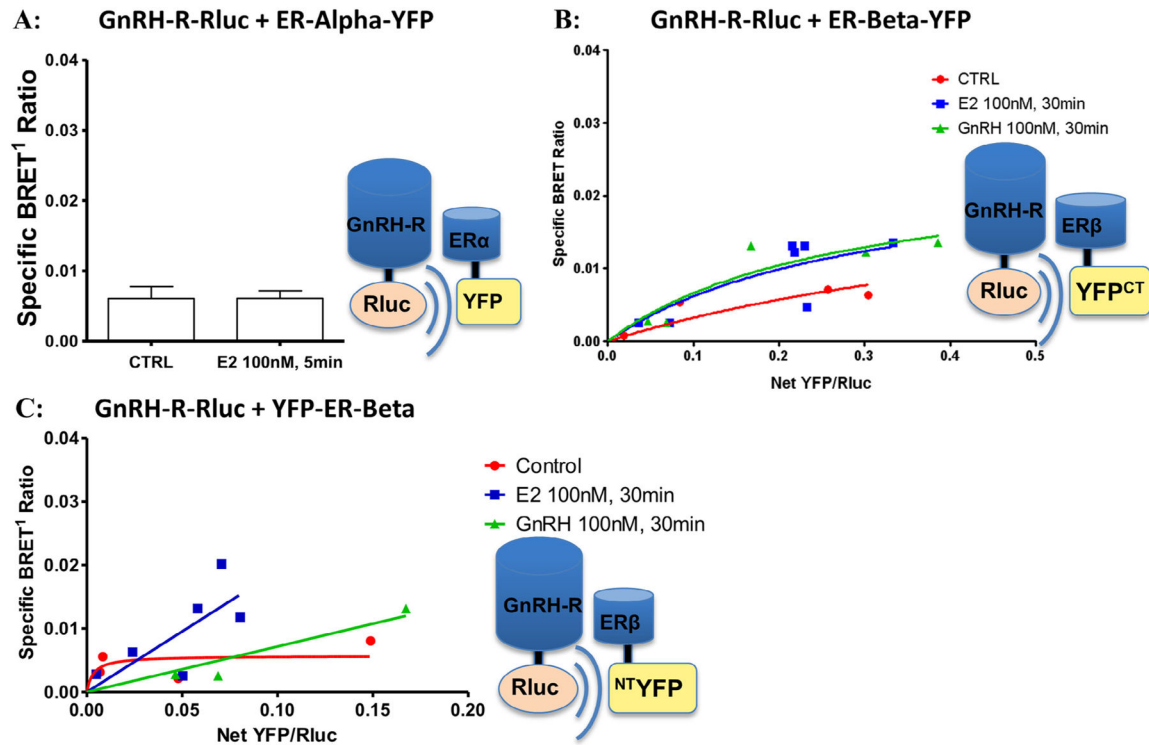 A: GnRH-R-Rluc + ER-Alpha-YFP
Specific BRET¹ Ratio
0.04
0.03
0.02
0.01
0.00
CTRL
E2 100nM, 5min
GnRH-R
ERα
Rluc
YFP
B: GnRH-R-Rluc + ER-Beta-YFP
Specific BRET Ratio
0.04
0.03
0.02
0.01
0.00
0.0 0.1 0.2 0.3 0.4 0.5
Net YFP/Rluc
CTRL
E2 100nM, 30min
GnRH 100nM, 30min
GnRH-R
ERβ
Rluc
YFPᶜᵀ
C: GnRH-R-Rluc + YFP-ER-Beta
Specific BRET¹ Ratio
0.04
0.03
0.02
0.01
0.00
0.00 0.05 0.10 0.15 0.20
Net YFP/Rluc
Control
E2 100nM, 30min
GnRH 100nM, 30min
GnRH-R
ERβ
Rluc
ᴺᵀYFP